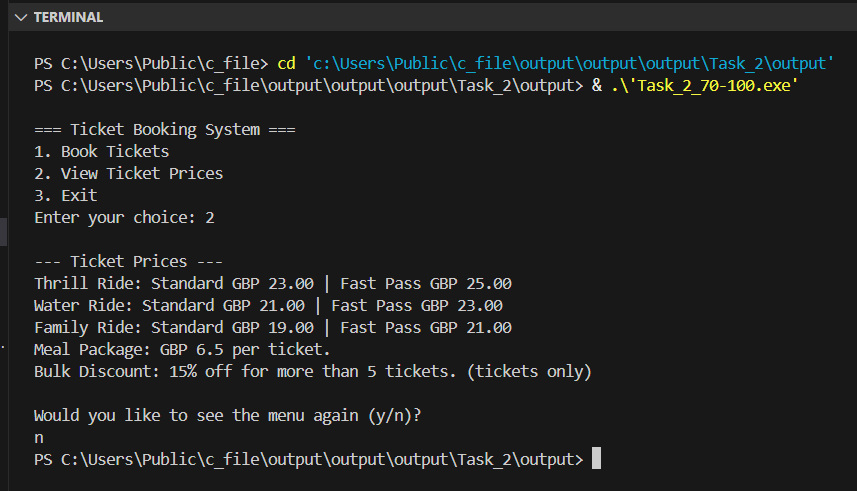 TERMINAL
PS C:\Users\Public\c_file> cd 'c:\Users\Public\c_file\output\output\output\Task_2\output'
PS C:\Users\Public\c_file\output\output\output\Task_2\output> & .\'Task_2_70-100.exe'
=== Ticket Booking System ===
1. Book Tickets
2. View Ticket Prices
3. Exit
Enter your choice: 2
--- Ticket Prices ---
Thrill Ride: Standard GBP 23.00 | Fast Pass GBP 25.00
Water Ride: Standard GBP 21.00 | Fast Pass GBP 23.00
Family Ride: Standard GBP 19.00 | Fast Pass GBP 21.00
Meal Package: GBP 6.5 per ticket.
Bulk Discount: 15% off for more than 5 tickets. (tickets only)
Would you like to see the menu again (y/n)?
n
PS C:\Users\Public\c_file\output\output\output\Task_2\output>